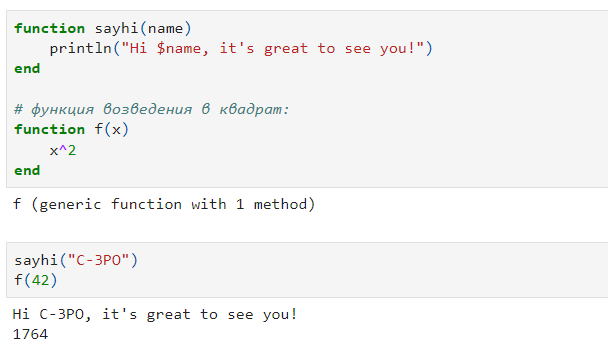 function sayhi(name)
    println("Hi $name, it's great to see you!")
end
# функция возведения в квадрат:
function f(x)
    x^2
end
f (generic function with 1 method)
sayhi("C-3PO")
f(42)
Hi C-3PO, it's great to see you!
1764